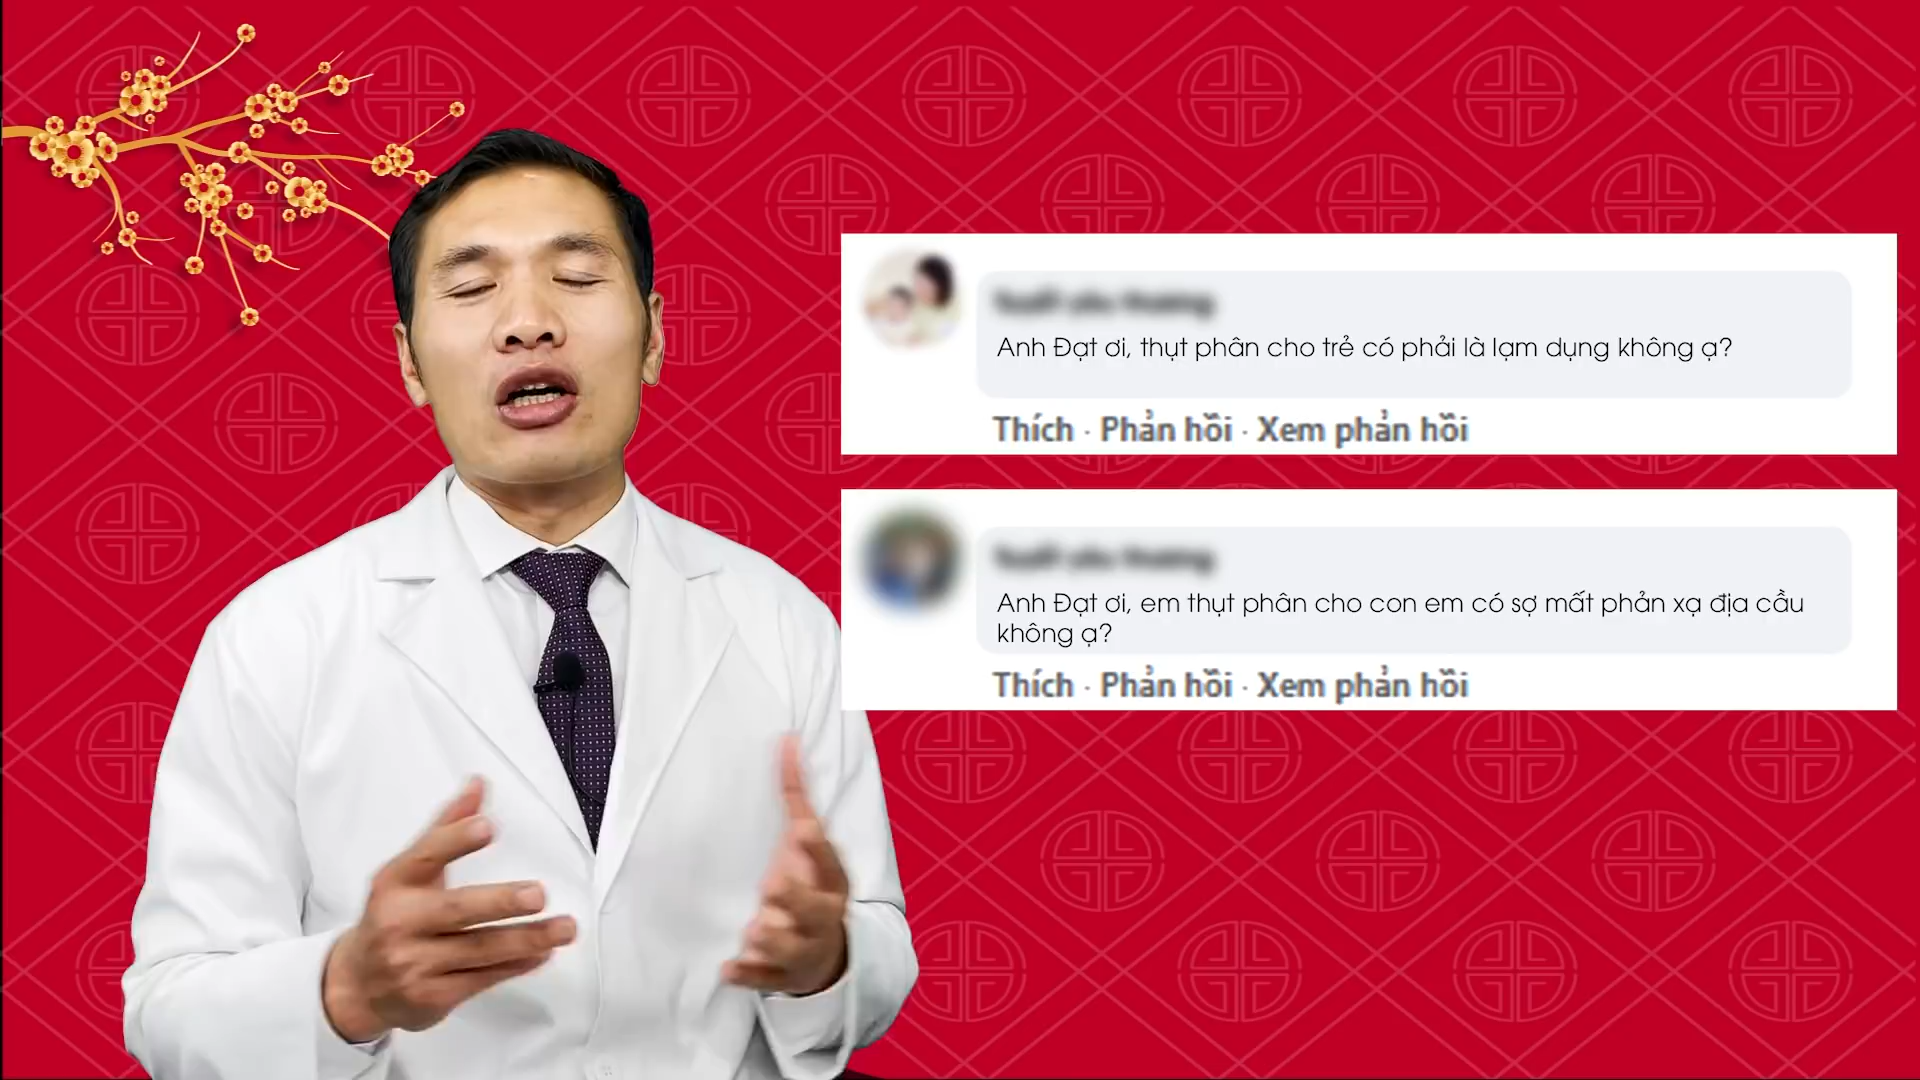 Anh Đạt ơi, thụt phân cho trẻ có phải là lạm dụng không ạ?
Thích · Phản hồi · Xem phản hồi
Anh Đạt ơi, em thụt phân cho con em có sợ mất phản xạ địa cầu
không ạ?
Thích · Phản hồi · Xem phản hồi